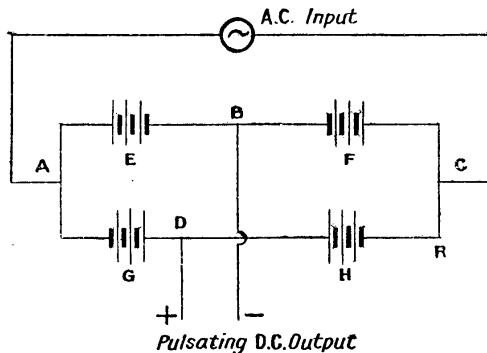 A.C. Input
B
A
E
F
C
D
G
H
R
+
−
Pulsating D.C. Output